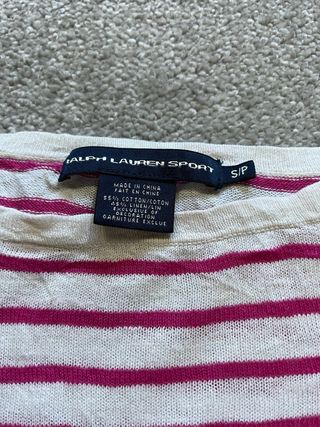 RALPH LAUREN SPORT
S/P
MADE IN CHINA
FAIT EN CHINE
55% COTTON/COTON
45% LINEN/LIN
EXCLUSIVE OF
DECORATION
GARNITURE EXCLUE